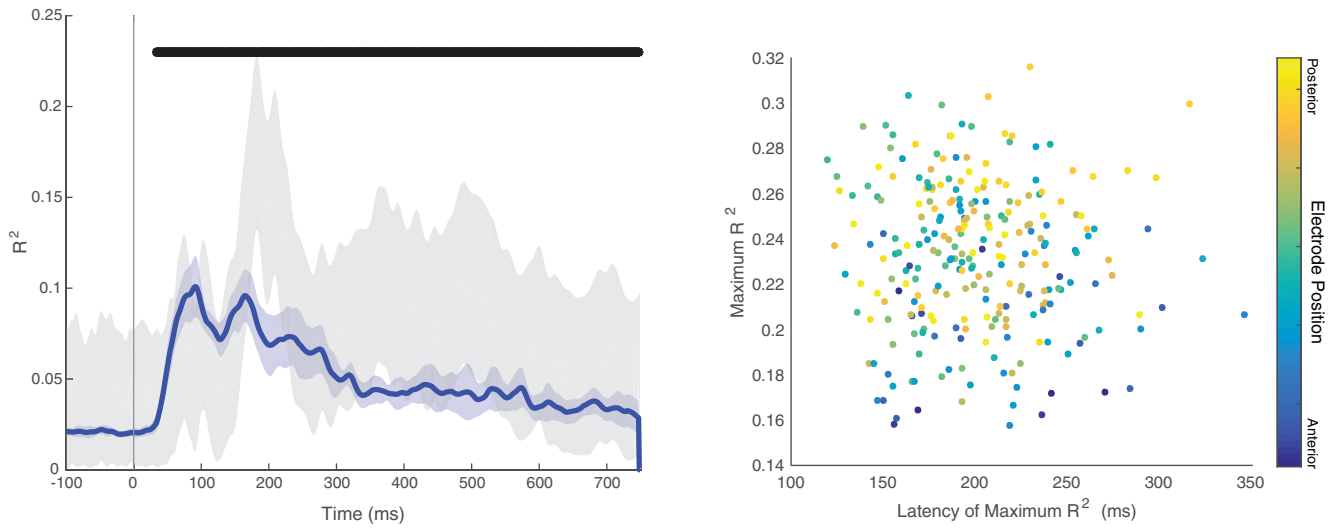 0.25
0.2
0.15
0.1
0.05
0
R²
-100 0 100 200 300 400 500 600 700
Time (ms)
0.32
0.3
0.28
0.26
0.24
0.22
0.2
0.18
0.16
0.14
Maximum R²
100 150 200 250 300 350
Latency of Maximum R² (ms)
Posterior
Electrode Position
Anterior